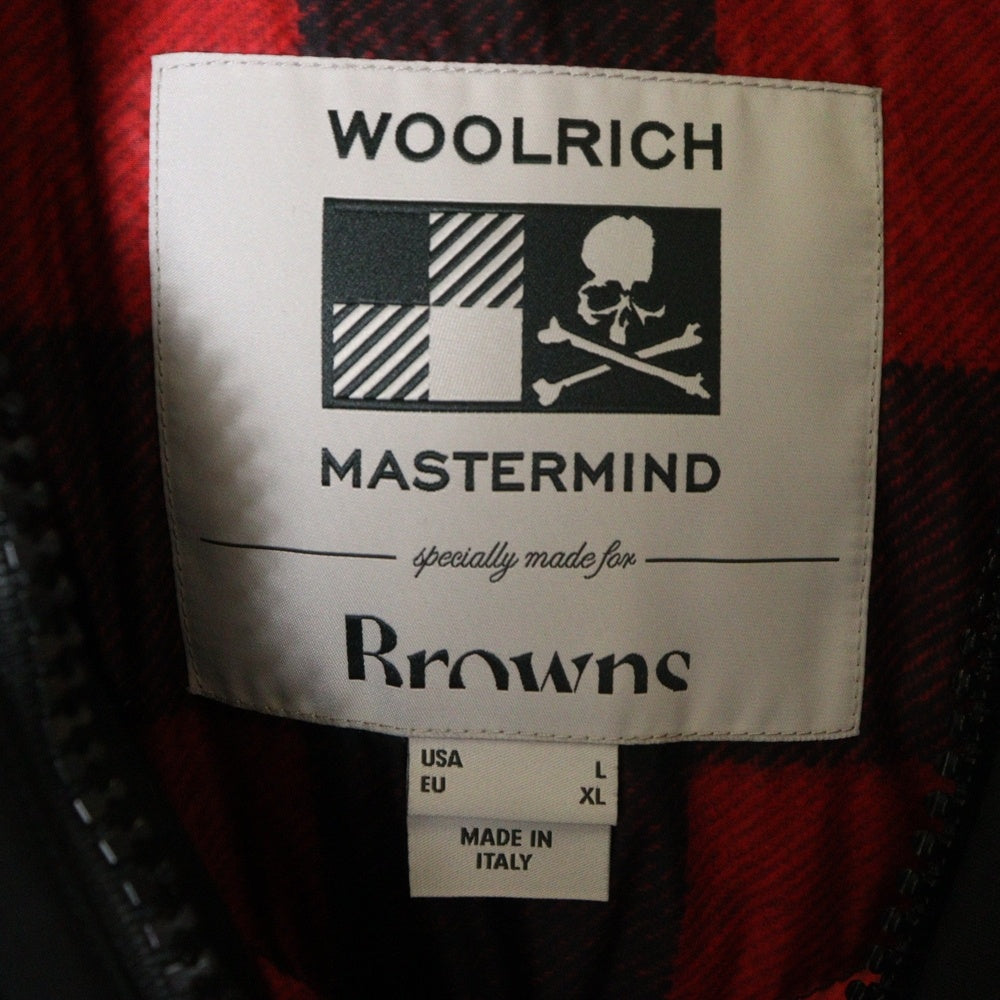 WOOLRICH
MASTERMIND
specially made for
Browns
USA L
EU XL
MADE IN
ITALY